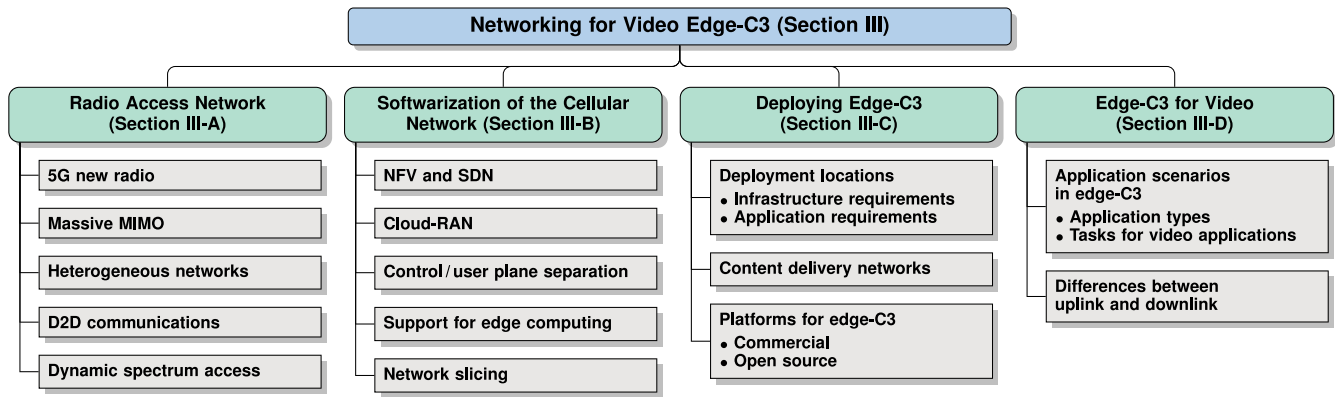 Networking for Video Edge-C3 (Section III)
Radio Access Network
(Section III-A)
5G new radio
Massive MIMO
Heterogeneous networks
D2D communications
Dynamic spectrum access
Softwarization of the Cellular
Network (Section III-B)
NFV and SDN
Cloud-RAN
Control / user plane separation
Support for edge computing
Network slicing
Deploying Edge-C3
(Section III-C)
Deployment locations
• Infrastructure requirements
• Application requirements
Content delivery networks
Platforms for edge-C3
• Commercial
• Open source
Edge-C3 for Video
(Section III-D)
Application scenarios
in edge-C3
• Application types
• Tasks for video applications
Differences between
uplink and downlink